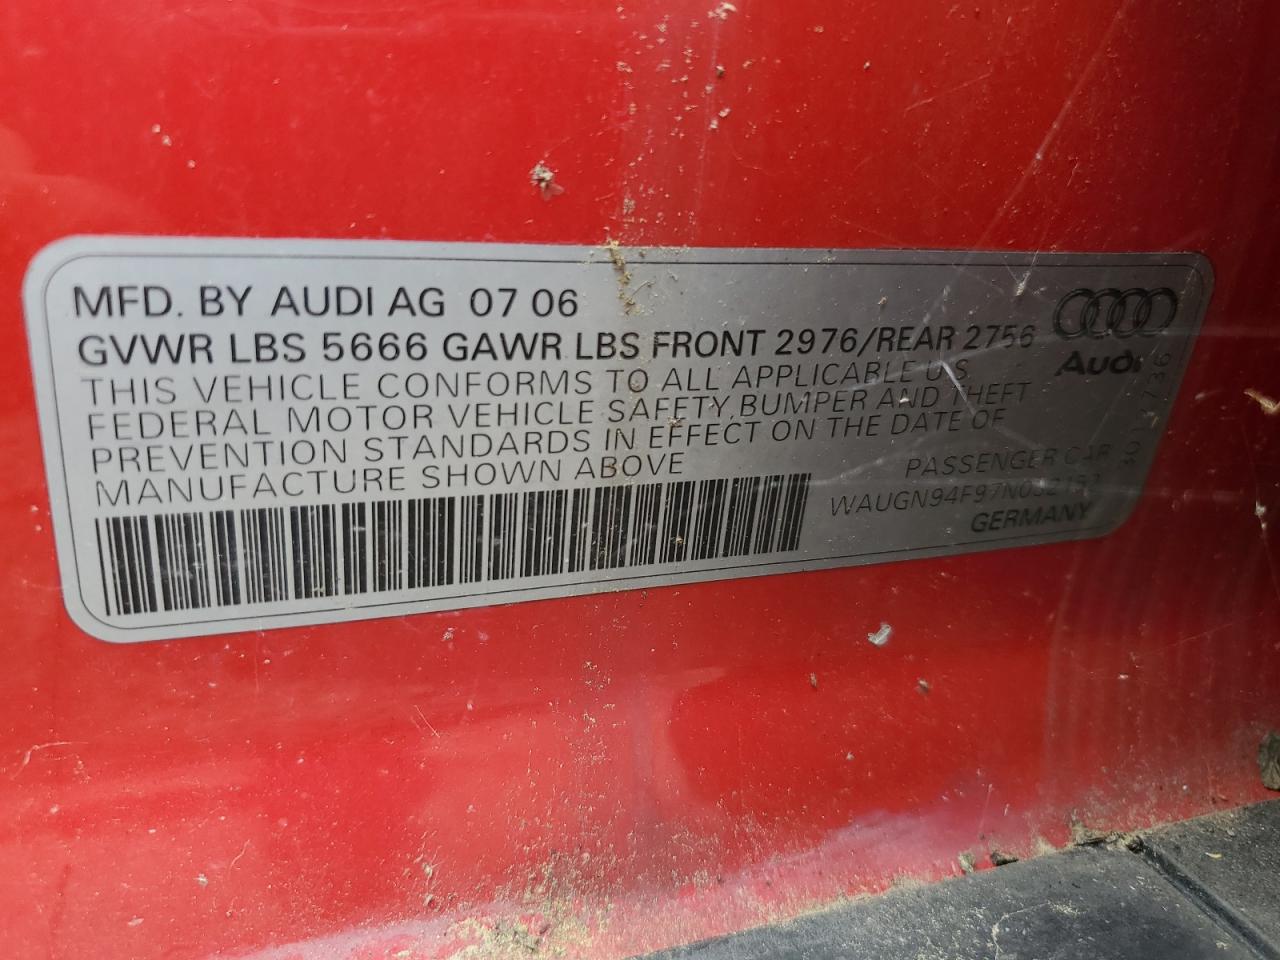 MFD. BY AUDI AG 07 06
GVWR LBS 5666 GAWR LBS FRONT 2976/REAR 2756
THIS VEHICLE CONFORMS TO ALL APPLICABLE U.S.
FEDERAL MOTOR VEHICLE SAFETY, BUMPER AND THEFT
PREVENTION STANDARDS IN EFFECT ON THE DATE OF
MANUFACTURE SHOWN ABOVE
Audi
PASSENGER CAR
GERMANY